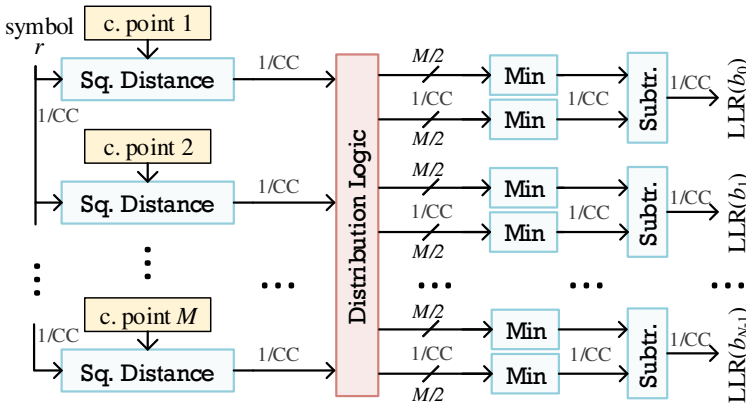 symbol
r
c. point 1
Sq. Distance
1/CC
1/CC
c. point 2
Sq. Distance
1/CC
c. point M
1/CC
Sq. Distance
1/CC
Distribution Logic
M/2
Min
1/CC
Min
1/CC
M/2
Subtr.
1/CC
LLR(b0)
M/2
Min
1/CC
Min
1/CC
M/2
Subtr.
1/CC
LLR(b1)
M/2
Min
1/CC
Min
1/CC
M/2
Subtr.
1/CC
LLR(bN-1)